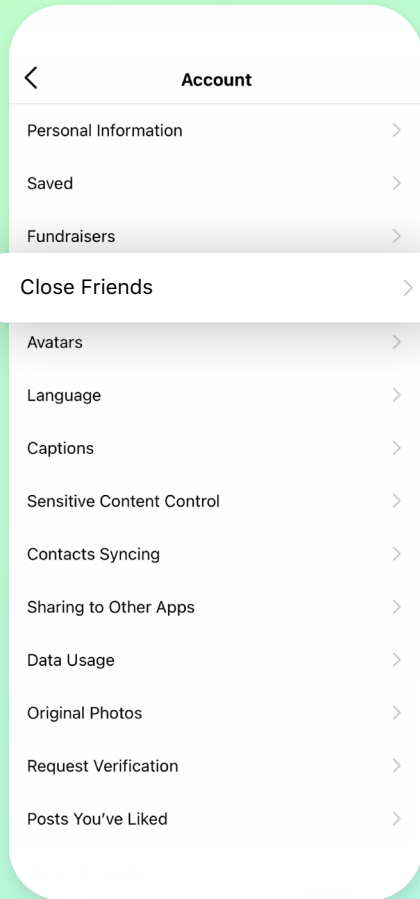 Account
Personal Information
Saved
Fundraisers
Close Friends
Avatars
Language
Captions
Sensitive Content Control
Contacts Syncing
Sharing to Other Apps
Data Usage
Original Photos
Request Verification
Posts You’ve Liked